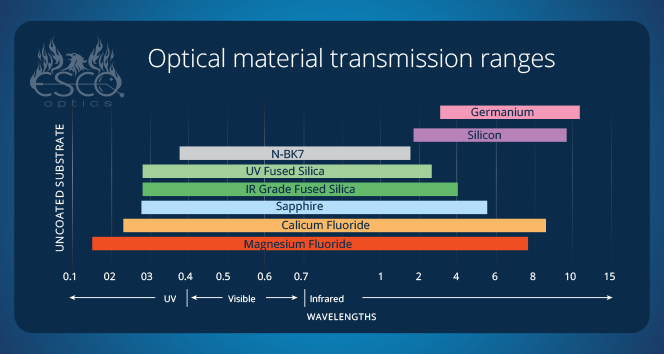 ESCO
optics
Optical material transmission ranges
UNCOATED SUBSTRATE
Germanium
Silicon
N-BK7
UV Fused Silica
IR Grade Fused Silica
Sapphire
Calicum Fluoride
Magnesium Fluoride
0.1 02 03 0.4 0.5 0.6 0.7 1 2 4 6 8 10 15
UV Visible Infrared
WAVELENGTHS